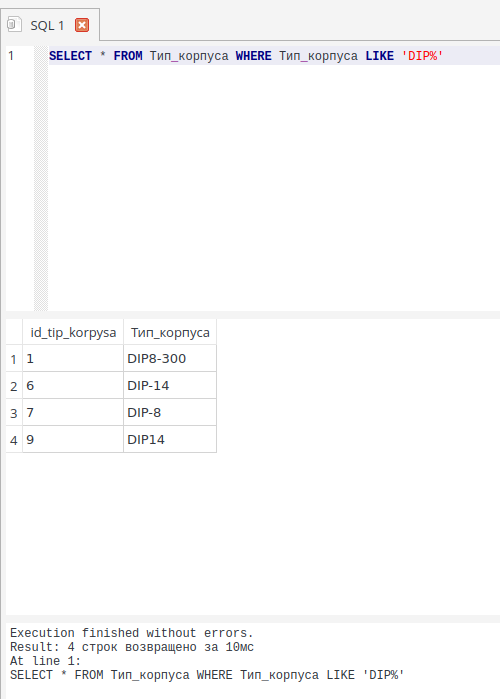 SQL 1
1 SELECT * FROM Тип_корпуса WHERE Тип_корпуса LIKE 'DIP%'
id_tip_korpysa Тип_корпуса
1 1 DIP8-300
2 6 DIP-14
3 7 DIP-8
4 9 DIP14
Execution finished without errors.
Result: 4 строк возвращено за 10мс
At line 1:
SELECT * FROM Тип_корпуса WHERE Тип_корпуса LIKE 'DIP%'